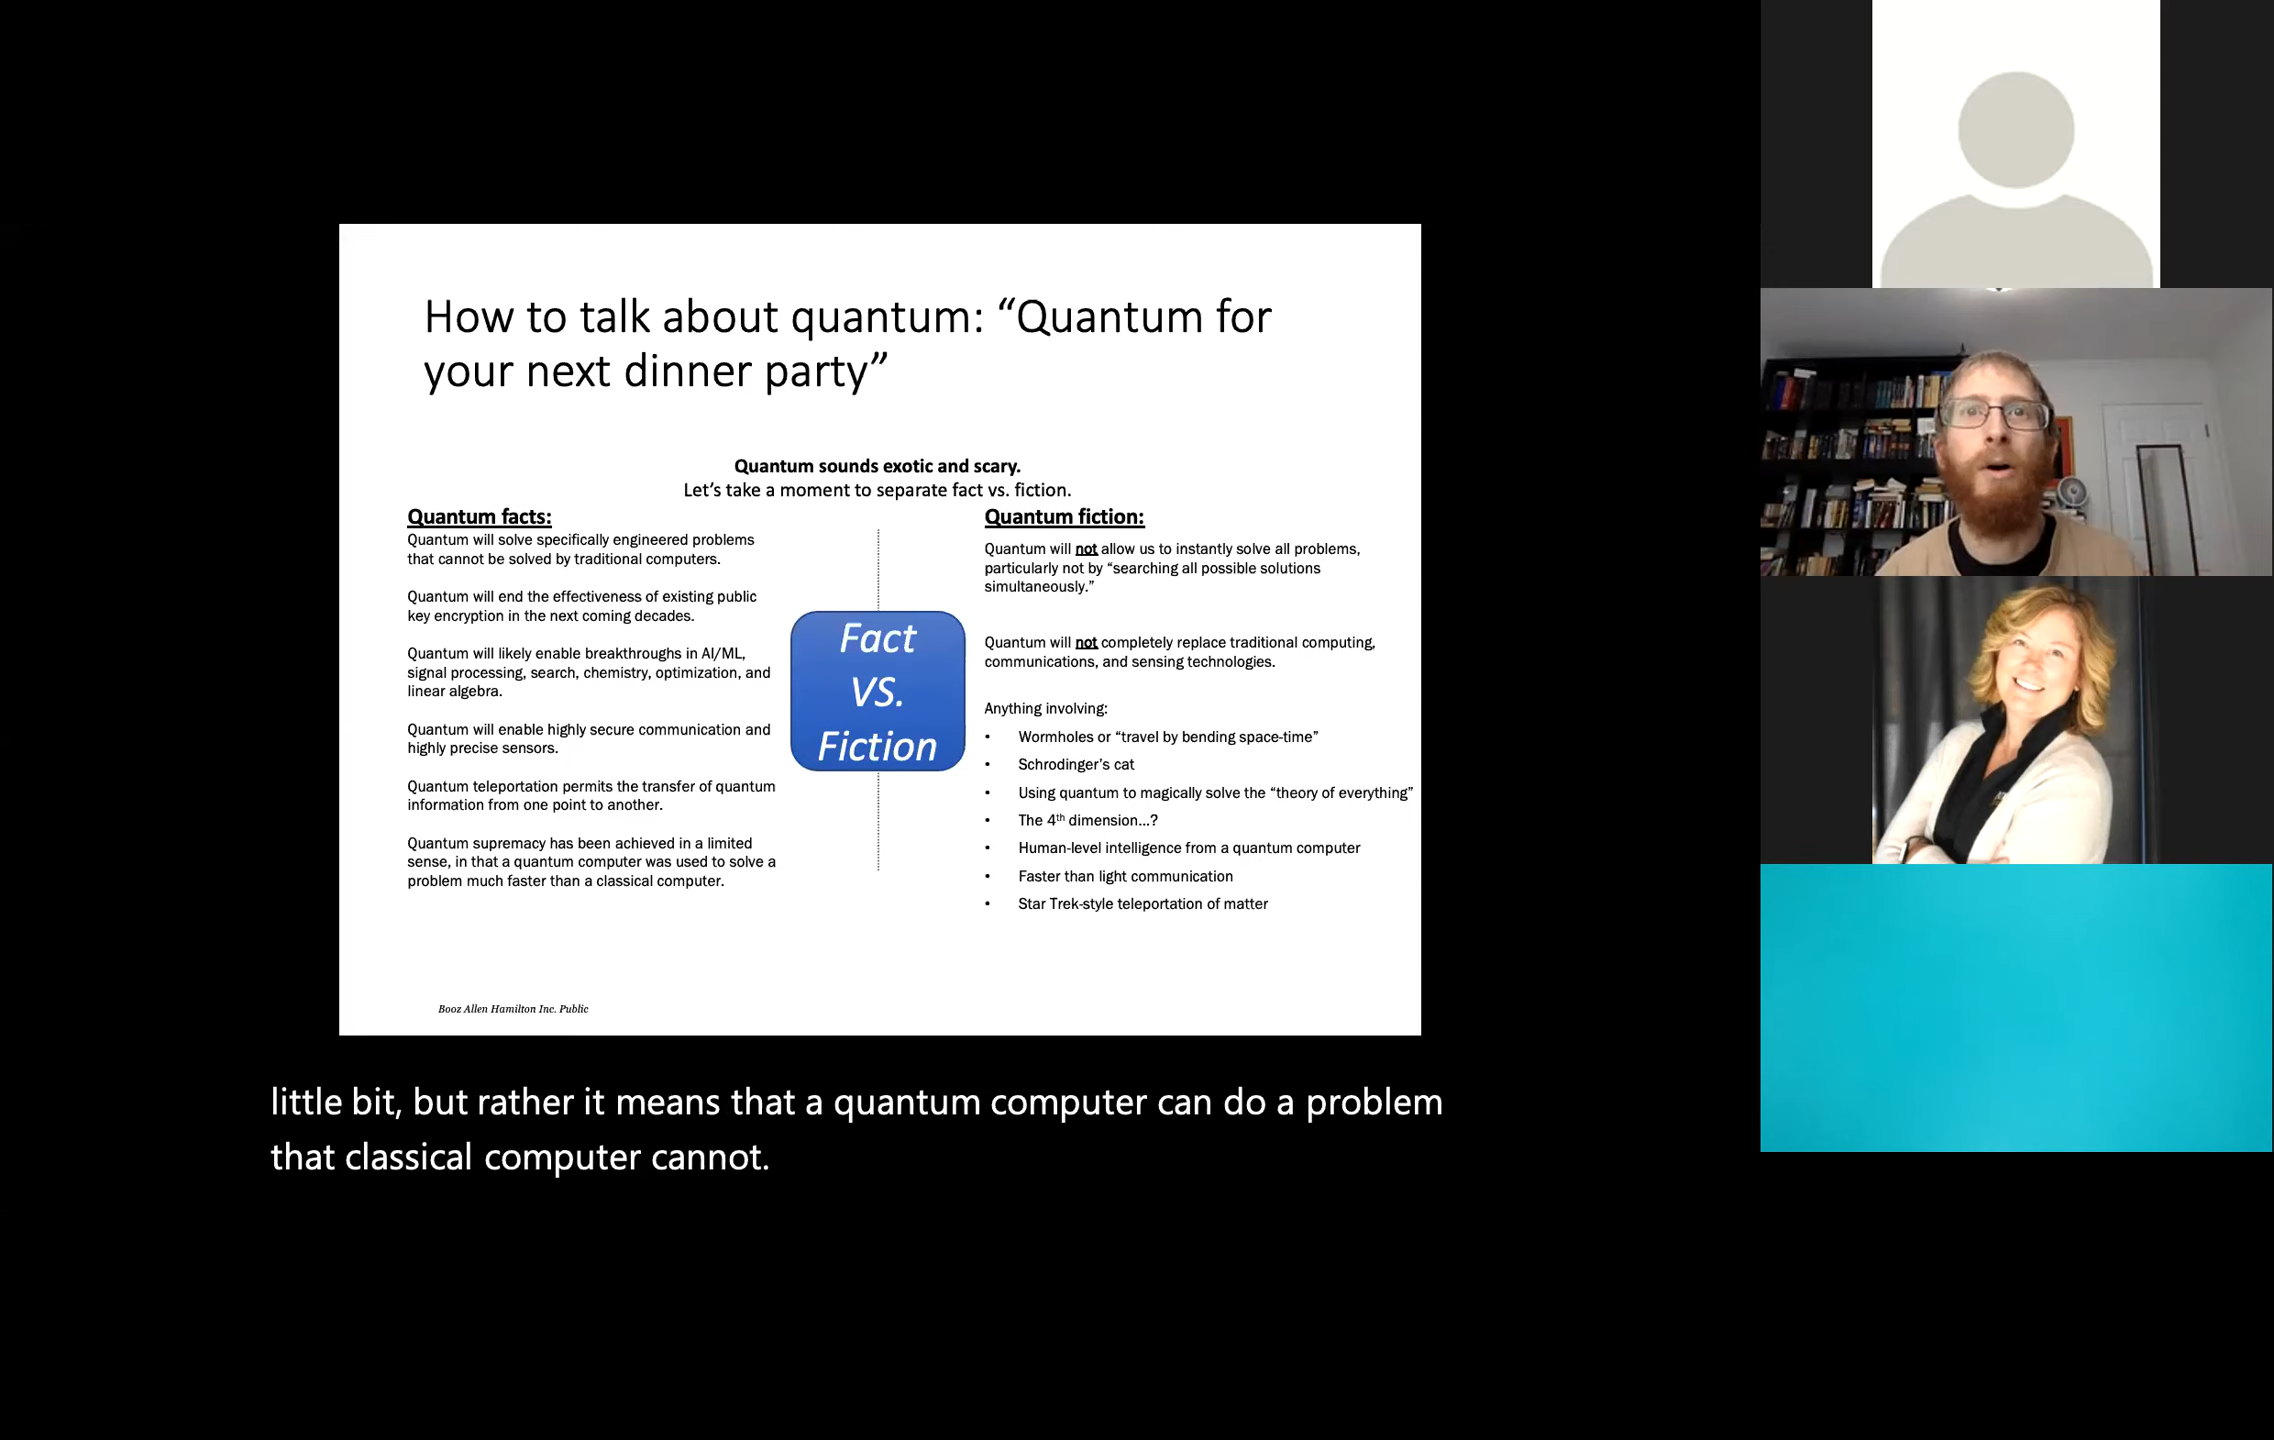 How to talk about quantum: “Quantum for
your next dinner party”
Quantum sounds exotic and scary.
Let’s take a moment to separate fact vs. fiction.
Quantum facts:
Quantum will solve specifically engineered problems
that cannot be solved by traditional computers.
Quantum will end the effectiveness of existing public
key encryption in the next coming decades.
Quantum will likely enable breakthroughs in AI/ML,
signal processing, search, chemistry, optimization, and
linear algebra.
Quantum will enable highly secure communication and
highly precise sensors.
Quantum teleportation permits the transfer of quantum
information from one point to another.
Quantum supremacy has been achieved in a limited
sense, in that a quantum computer was used to solve a
problem much faster than a classical computer.
Fact
VS.
Fiction
Quantum fiction:
Quantum will not allow us to instantly solve all problems,
particularly not by “searching all possible solutions
simultaneously.”
Quantum will not completely replace traditional computing,
communications, and sensing technologies.
Anything involving:
• Wormholes or “travel by bending space-time”
• Schrodinger’s cat
• Using quantum to magically solve the “theory of everything”
• The 4th dimension...?
• Human-level intelligence from a quantum computer
• Faster than light communication
• Star Trek-style teleportation of matter
Booz Allen Hamilton Inc. Public
little bit, but rather it means that a quantum computer can do a problem
that classical computer cannot.